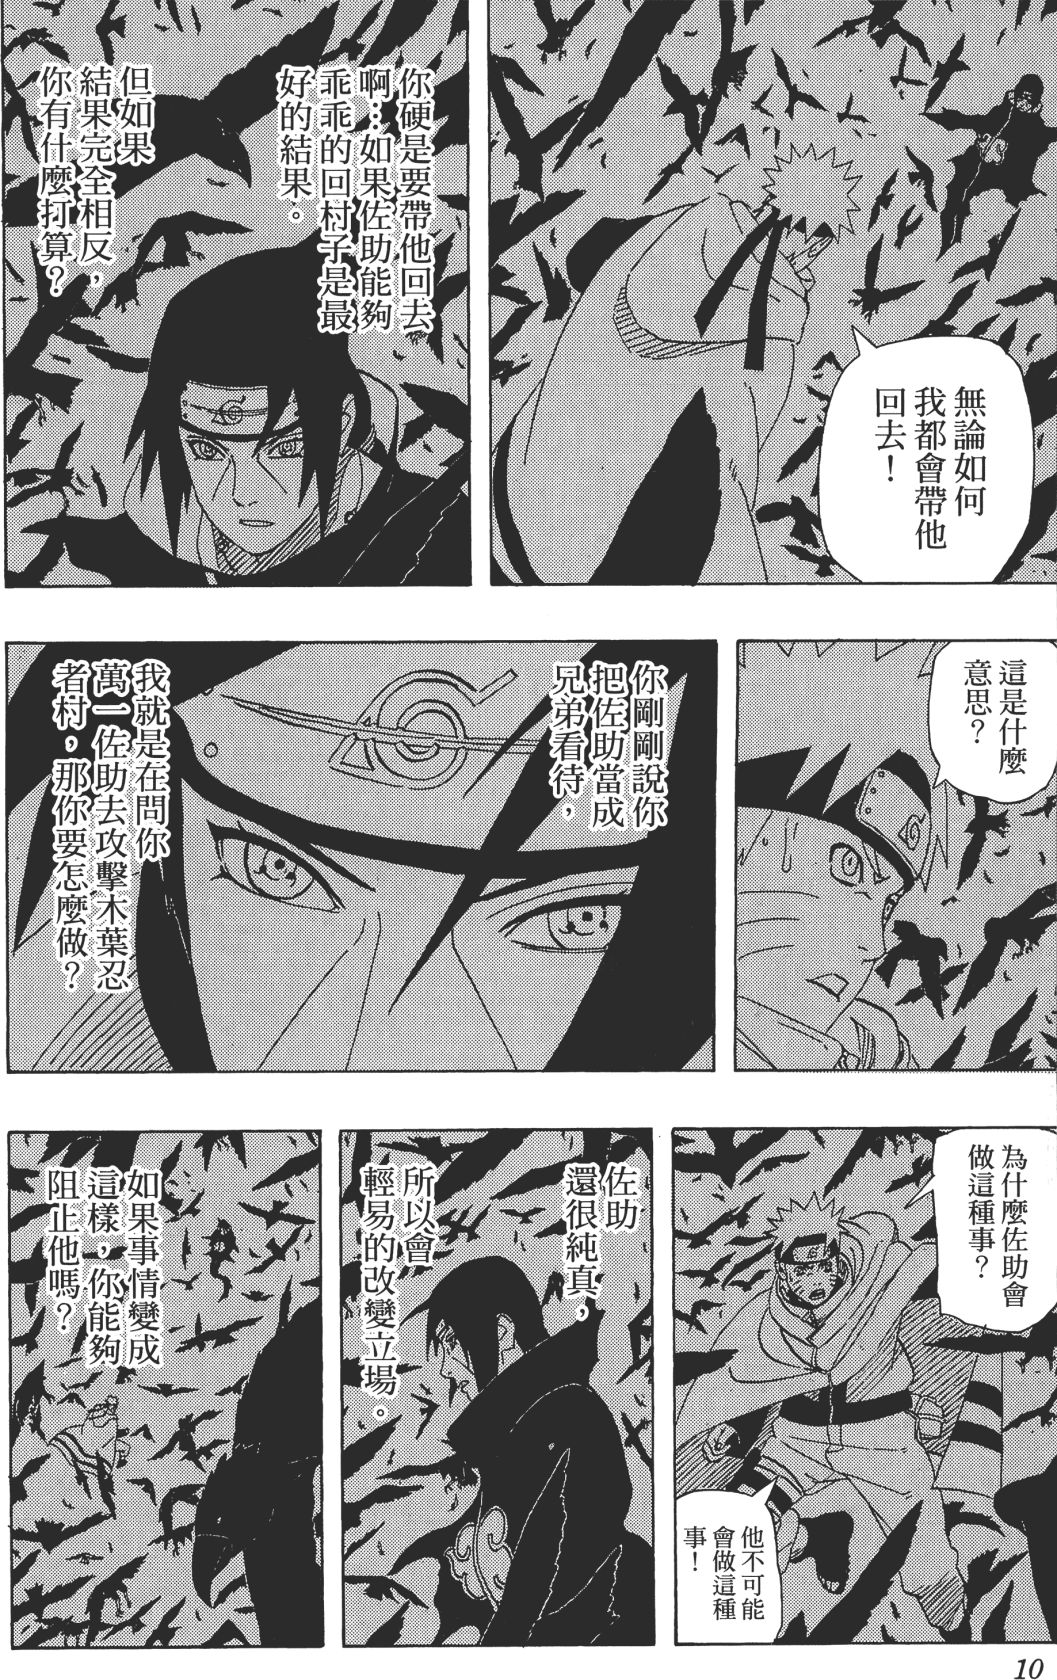 無論如何
我都會帶他
回去！
你硬是要帶他回去
啊…如果佐助能夠
乖乖的回村子是最
好的結果。
但如果
結果完全相反，
你有什麼打算？
這是什麼
意思？
你剛剛說你
把佐助當成
兄弟看待，
我就是在問你
萬一佐助去攻擊木葉忍
者村，那你要怎麼做？
為什麼佐助會
做這種事？
他不可能
會做這種
事！
佐助
還很純真，
所以會
輕易的改變立場。
如果事情變成
這樣，你能夠
阻止他嗎？
10